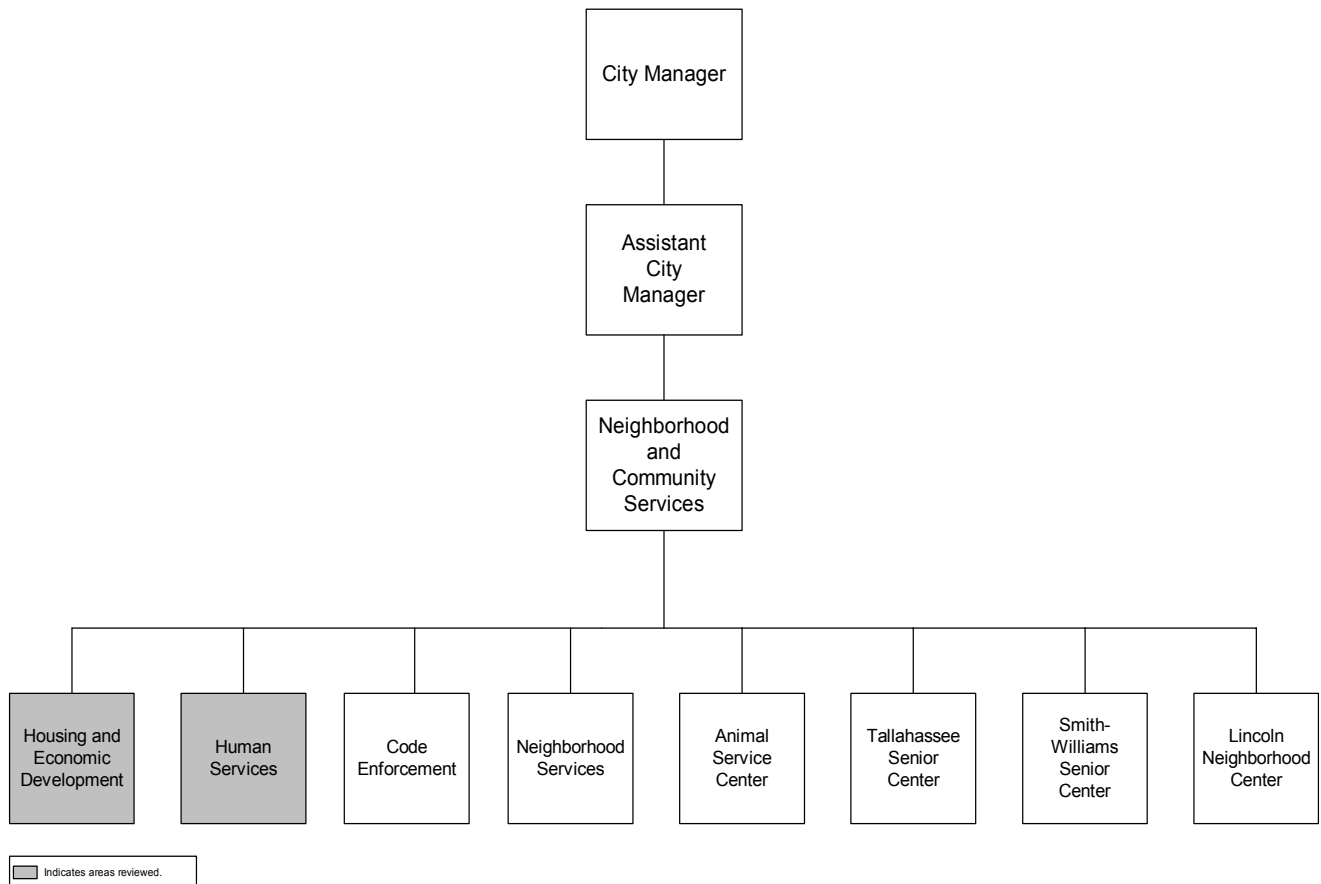 City Manager
Assistant
City
Manager
Neighborhood
and
Community
Services
Housing and
Economic
Development
Human
Services
Code
Enforcement
Neighborhood
Services
Animal
Service
Center
Tallahassee
Senior
Center
Smith-
Williams
Senior
Center
Lincoln
Neighborhood
Center
Indicates areas reviewed.